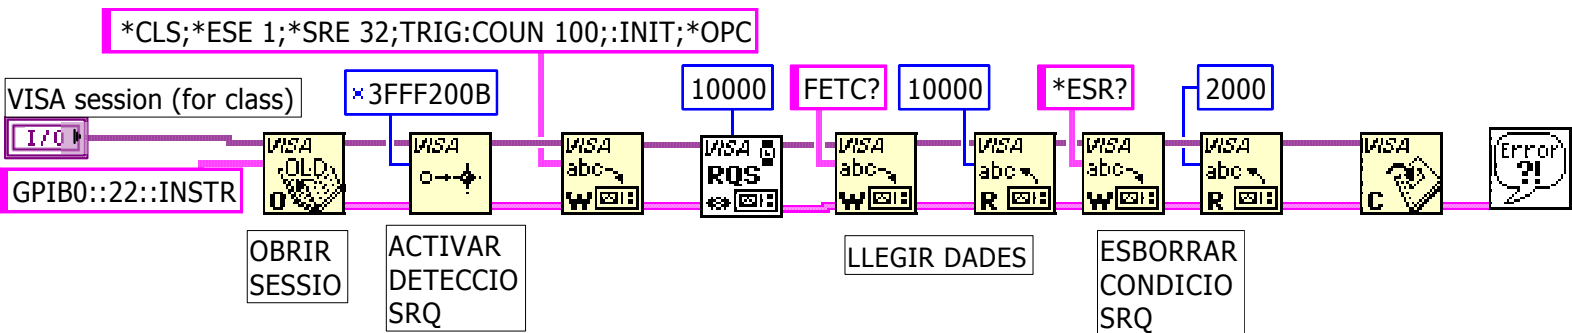 *CLS;*ESE 1;*SRE 32;TRIG:COUN 100;:INIT;*OPC
VISA session (for class)
I/O
×3FFF200B
10000
FETC?
10000
*ESR?
2000
GPIB0::22::INSTR
VISA
OLD
O
VISA
VISA
abc
W
VISA
RQS
VISA
abc
W
VISA
abc
R
VISA
abc
W
VISA
abc
R
VISA
C
Error
?!
OBRIR
SESSIO
ACTIVAR
DETECCIO
SRQ
LLEGIR DADES
ESBORRAR
CONDICIO
SRQ